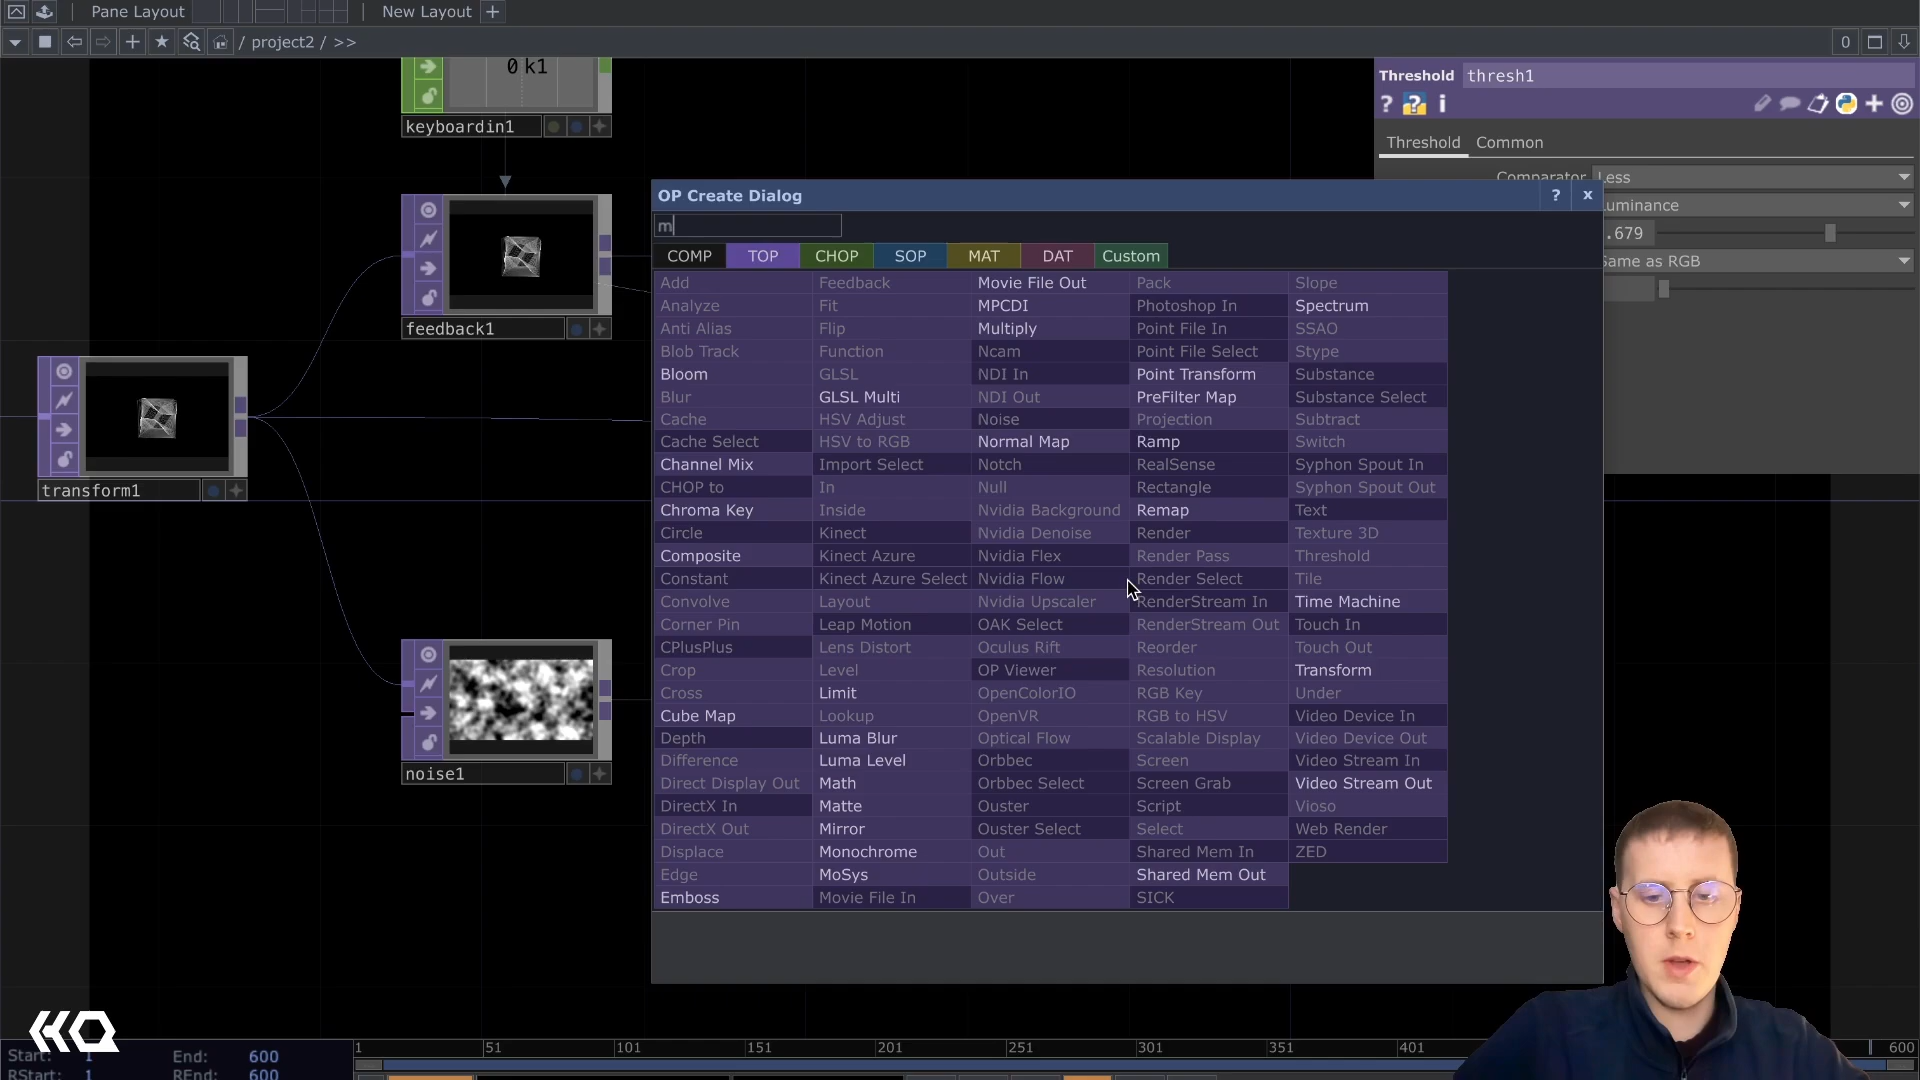 Pane Layout New Layout +
/ project2 / >> 0
0 k1
keyboardin1
feedback1
transform1
noise1
Threshold thresh1
? ? i
Threshold Common
Comparator Less
uminance
.679
Same as RGB
OP Create Dialog ? x
m
COMP TOP CHOP SOP MAT DAT Custom
Add Feedback Movie File Out Pack Slope
Analyze Fit MPCDI Photoshop In Spectrum
Anti Alias Flip Multiply Point File In SSAO
Blob Track Function Ncam Point File Select Stype
Bloom GLSL NDI In Point Transform Substance
Blur GLSL Multi NDI Out PreFilter Map Substance Select
Cache HSV Adjust Noise Projection Subtract
Cache Select HSV to RGB Normal Map Ramp Switch
Channel Mix Import Select Notch RealSense Syphon Spout In
CHOP to In Null Rectangle Syphon Spout Out
Chroma Key Inside Nvidia Background Remap Text
Circle Kinect Nvidia Denoise Render Texture 3D
Composite Kinect Azure Nvidia Flex Render Pass Threshold
Constant Kinect Azure Select Nvidia Flow Render Select Tile
Convolve Layout Nvidia Upscaler RenderStream In Time Machine
Corner Pin Leap Motion OAK Select RenderStream Out Touch In
CPlusPlus Lens Distort Oculus Rift Reorder Touch Out
Crop Level OP Viewer Resolution Transform
Cross Limit OpenColorIO RGB Key Under
Cube Map Lookup OpenVR RGB to HSV Video Device In
Depth Luma Blur Optical Flow Scalable Display Video Device Out
Difference Luma Level Orbbec Screen Video Stream In
Direct Display Out Math Orbbec Select Screen Grab Video Stream Out
DirectX In Matte Ouster Script Vioso
DirectX Out Mirror Ouster Select Select Web Render
Displace Monochrome Out Shared Mem In ZED
Edge MoSys Outside Shared Mem Out
Emboss Movie File In Over SICK
HQ
Start: 1 End: 600
RStart: 1 REnd: 600
1 51 101 151 201 251 301 351 401 600